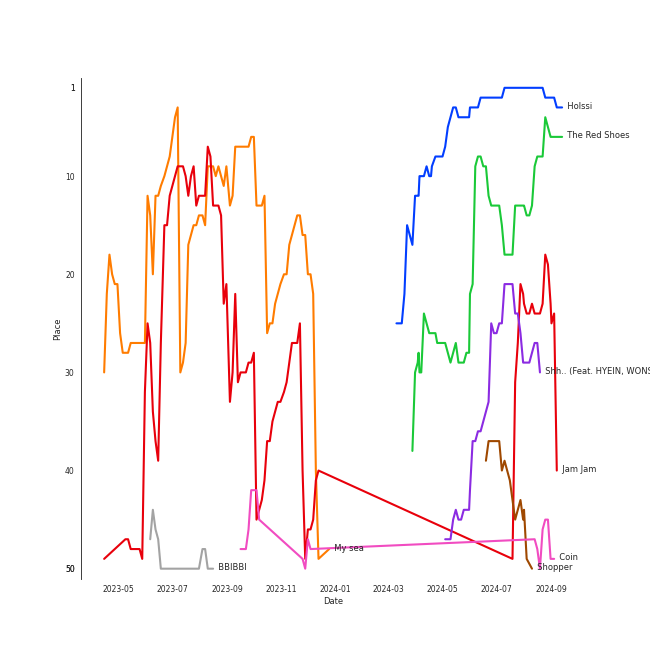 1
Holssi
The Red Shoes
10
20
Place
30
Shh.. (Feat. HYEIN, WONS
40
Jam Jam
My sea
Coin
50
BBIBBI
Shopper
2023-05
2023-07
2023-09
2023-11
2024-01
2024-03
2024-05
2024-07
2024-09
Date